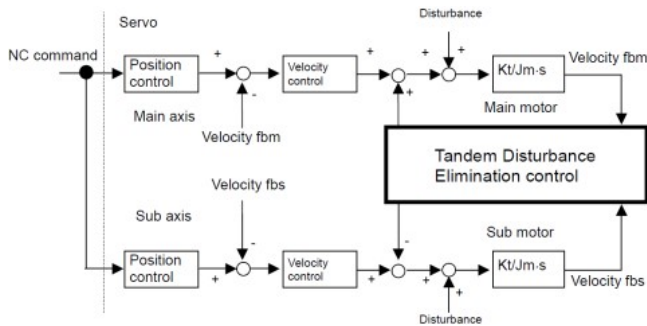 Servo
Disturbance
NC command
Position
control
+
-
Velocity
control
+
+
+
+
Kt/Jm·s
Velocity fbm
Main axis
Velocity fbm
Main motor
Tandem Disturbance
Elimination control
Velocity fbs
Sub axis
Sub motor
Position
control
-
+
Velocity
control
+
-
+
+
Kt/Jm·s
Velocity fbs
Disturbance